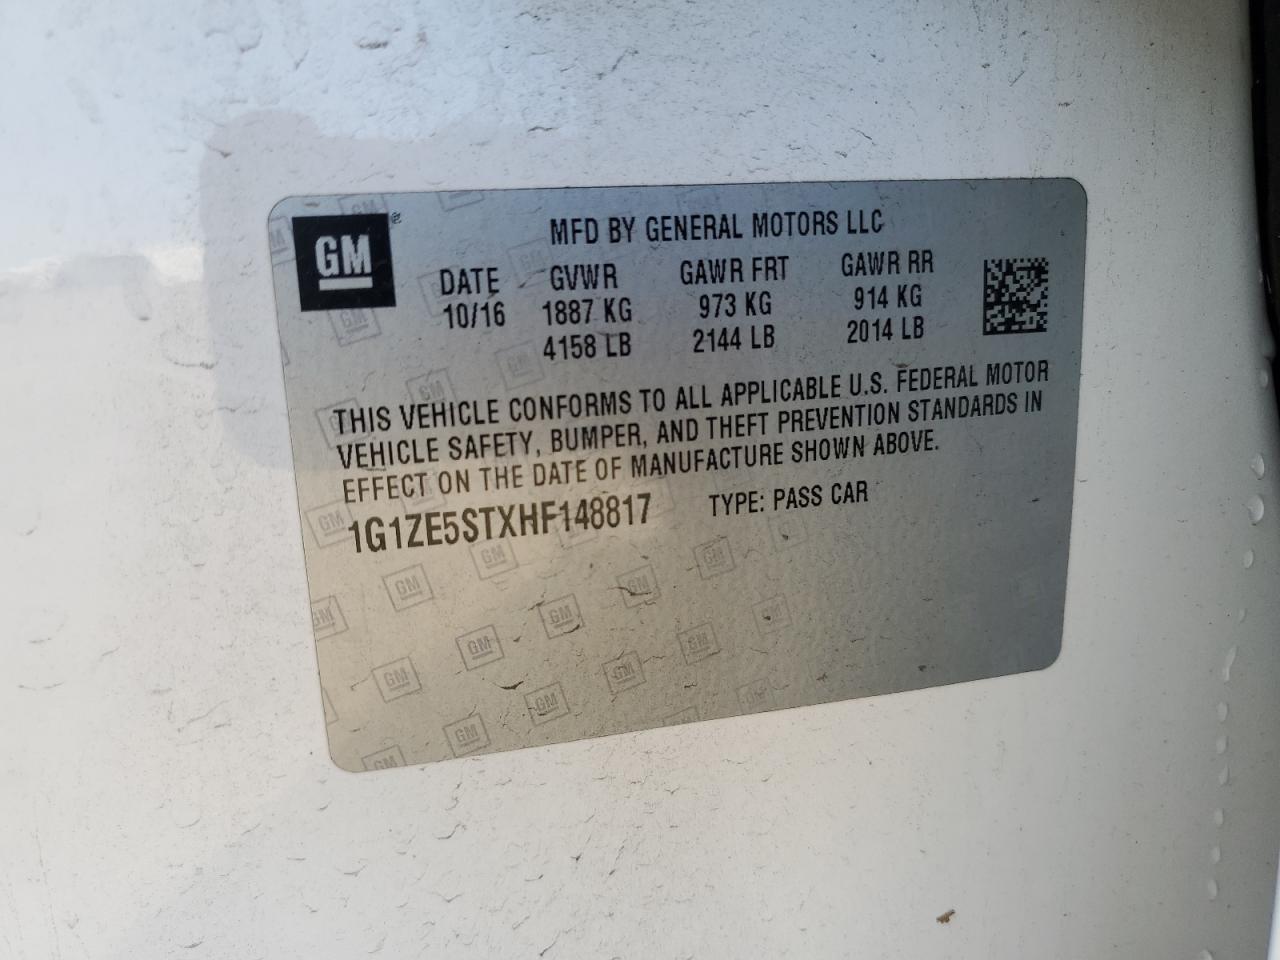 GM
MFD BY GENERAL MOTORS LLC
DATE GVWR GAWR FRT GAWR RR
10/16 1887 KG 973 KG 914 KG
4158 LB 2144 LB 2014 LB
THIS VEHICLE CONFORMS TO ALL APPLICABLE U.S. FEDERAL MOTOR
VEHICLE SAFETY, BUMPER, AND THEFT PREVENTION STANDARDS IN
EFFECT ON THE DATE OF MANUFACTURE SHOWN ABOVE.
1G1ZE5STXHF148817 TYPE: PASS CAR